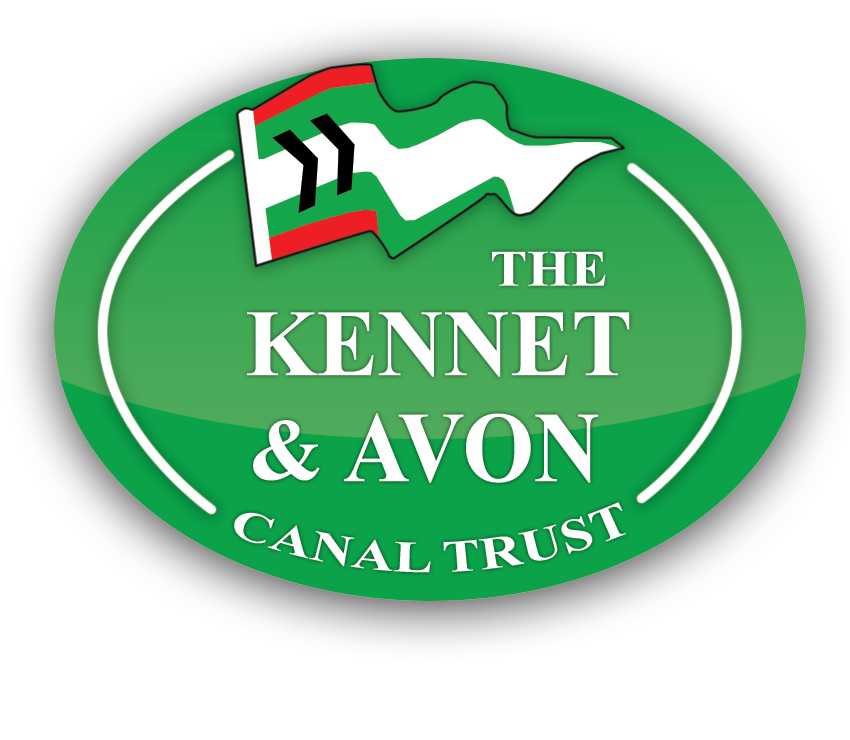 THE
KENNET
& AVON
CANAL TRUST